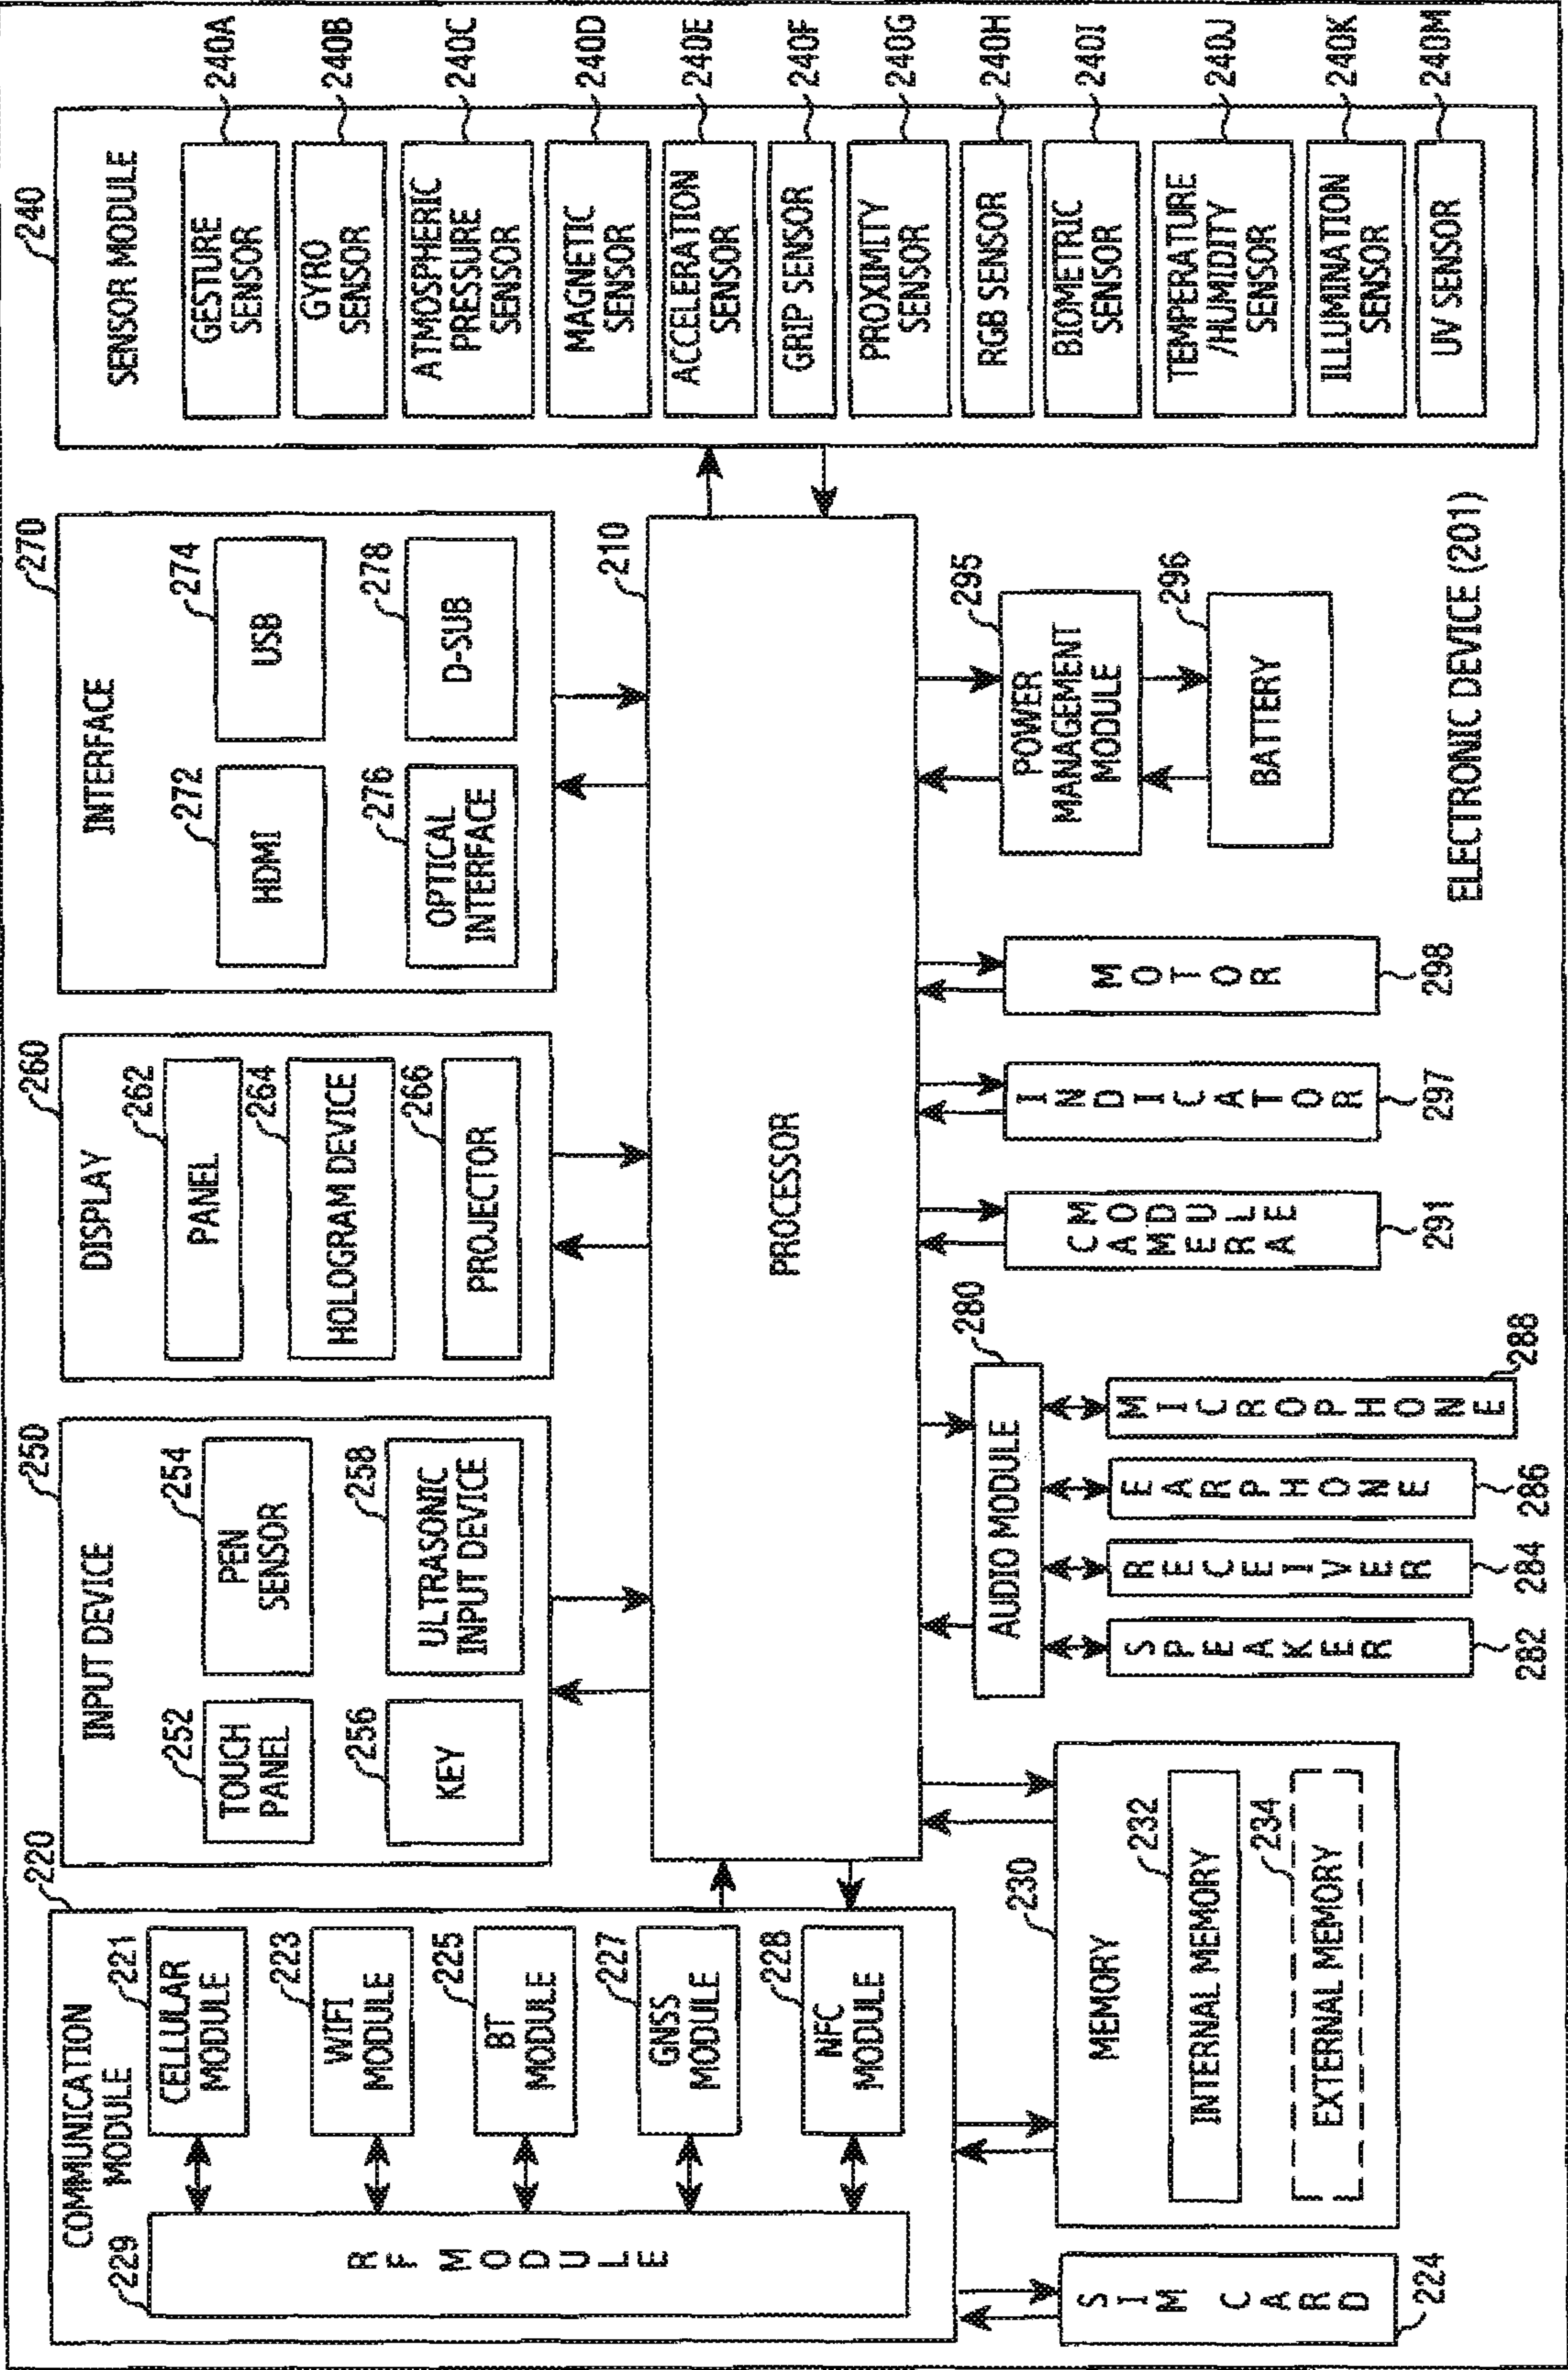 COMMUNICATION
MODULE
220
229
RF MODULE
221
CELLULAR
MODULE
223
WIFI
MODULE
225
BT
MODULE
227
GNSS
MODULE
228
NFC
MODULE
INPUT DEVICE
250
252
TOUCH
PANEL
254
PEN
SENSOR
256
KEY
258
ULTRASONIC
INPUT DEVICE
DISPLAY
260
262
PANEL
264
HOLOGRAM DEVICE
266
PROJECTOR
INTERFACE
270
272
HDMI
274
USB
276
OPTICAL
INTERFACE
278
D-SUB
SENSOR MODULE
240
GESTURE
SENSOR
240A
GYRO
SENSOR
240B
ATMOSPHERIC
PRESSURE
SENSOR
240C
MAGNETIC
SENSOR
240D
ACCELERATION
SENSOR
240E
GRIP SENSOR
240F
PROXIMITY
SENSOR
240G
RGB SENSOR
240H
BIOMETRIC
SENSOR
240I
TEMPERATURE
/HUMIDITY
SENSOR
240J
ILLUMINATION
SENSOR
240K
UV SENSOR
240M
PROCESSOR
210
SIM CARD
224
MEMORY
230
232
INTERNAL MEMORY
234
EXTERNAL MEMORY
AUDIO MODULE
280
SPEAKER
282
RECEIVER
284
EARPHONE
286
MICROPHONE
288
CAMERA
MODULE
291
INDICATOR
297
MOTOR
298
POWER
MANAGEMENT
MODULE
295
BATTERY
296
ELECTRONIC DEVICE (201)